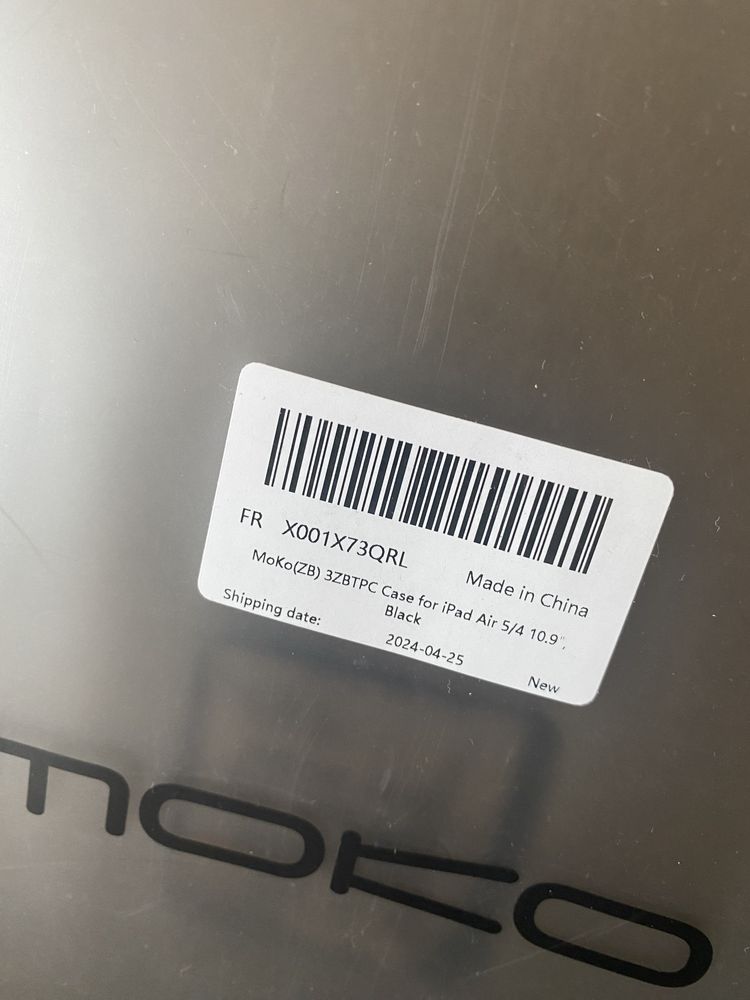 FR X001X73QRL
Made in China
MoKo(ZB) 3ZBTPC Case for iPad Air 5/4 10.9",
Black
Shipping date:
2024-04-25
New
moko